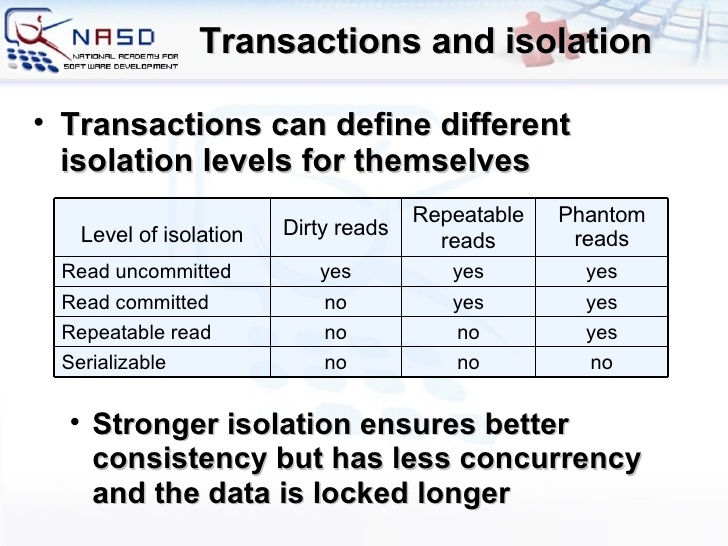 NASD
NATIONAL ACADEMY FOR
SOFTWARE DEVELOPMENT
Transactions and isolation
• Transactions can define different
isolation levels for themselves
Level of isolation Dirty reads Repeatable reads Phantom reads
Read uncommitted yes yes yes
Read committed no yes yes
Repeatable read no no yes
Serializable no no no
• Stronger isolation ensures better
consistency but has less concurrency
and the data is locked longer